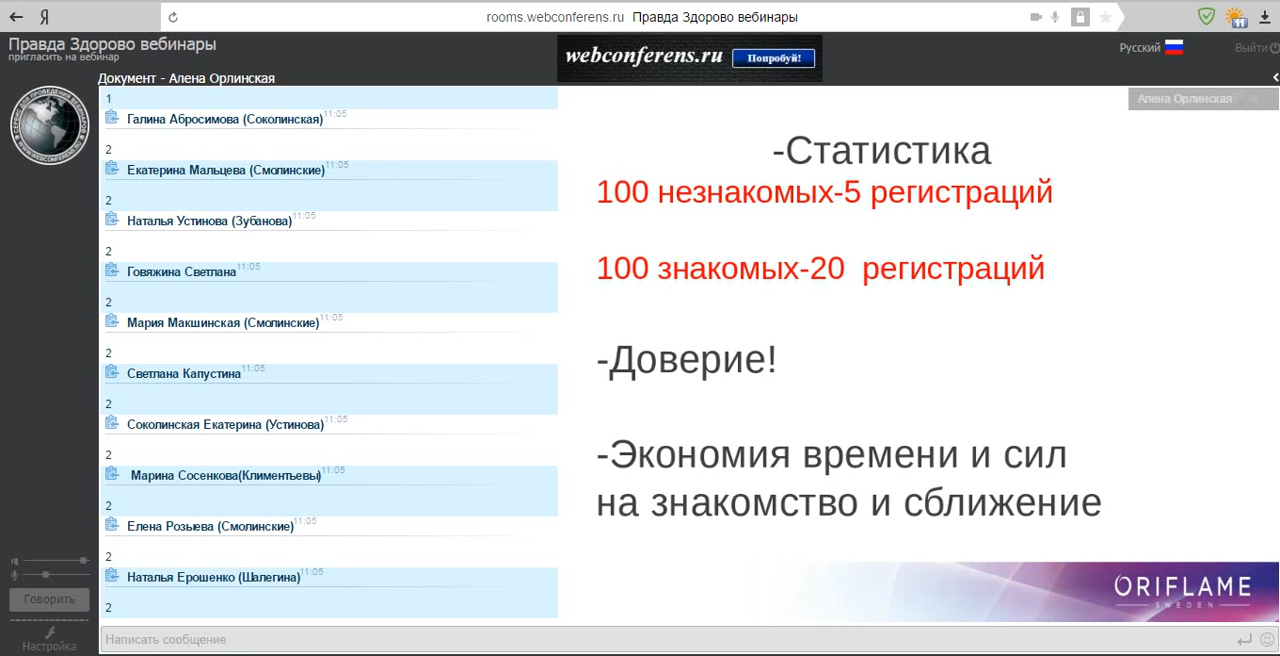 Я
rooms.webconferens.ru Правда Здорово вебинары
11
Правда Здорово вебинары
пригласить на вебинар
webconferens.ru Попробуй!
Русский
Выйти
Документ - Алена Орлинская
Алена Орлинская
1
Галина Абросимова (Соколинская) 11:05
2
Екатерина Мальцева (Смолинские) 11:05
2
Наталья Устинова (Зубанова) 11:05
2
Говяжина Светлана 11:05
2
Мария Макшинская (Смолинские) 11:05
2
Светлана Капустина 11:05
2
Соколинская Екатерина (Устинова) 11:05
2
Марина Сосенкова(Климентьевы) 11:05
2
Елена Розыева (Смолинские) 11:05
2
Наталья Ерошенко (Шалегина) 11:05
2
-Статистика
100 незнакомых-5 регистраций
100 знакомых-20 регистраций
-Доверие!
-Экономия времени и сил
на знакомство и сближение
ORIFLAME
SWEDEN
Говорить
Настройка
Написать сообщение